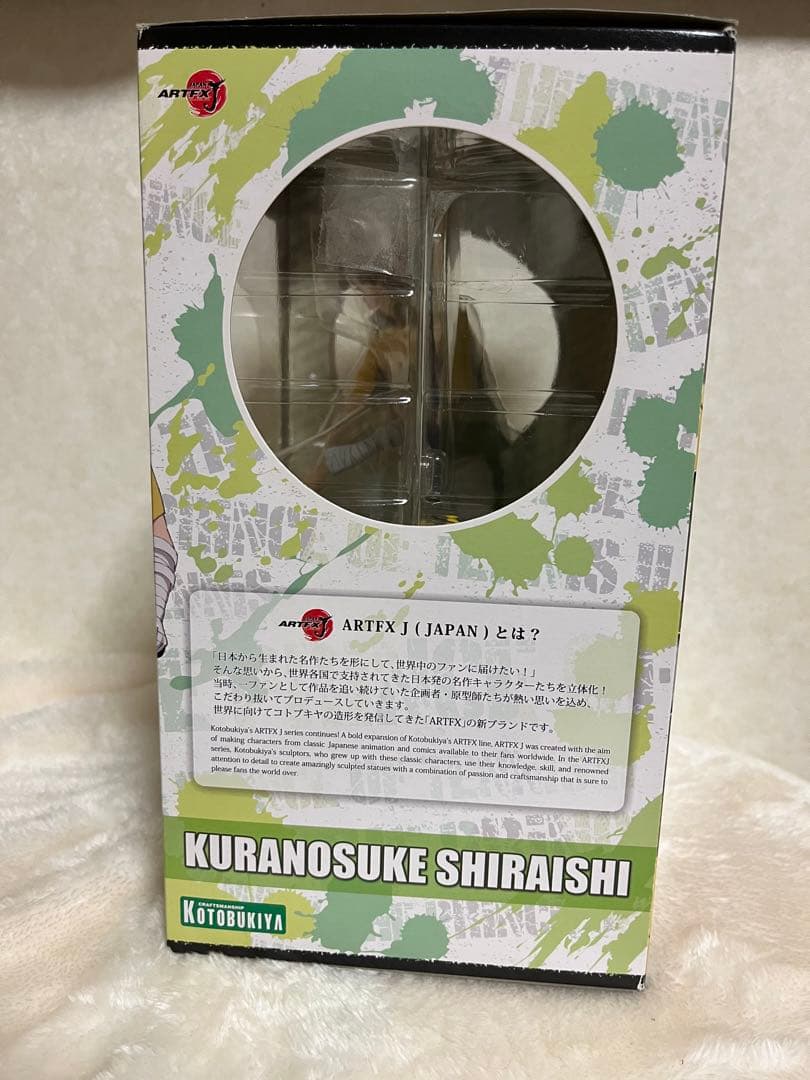 JAPAN
ARTFX J
THE PRINCE
PRINCE OF TENNIS II
ARTFX J
ARTFX J ( JAPAN ) とは？
「日本から生まれた名作たちを形にして、世界中のファンに届けたい！」
そんな思いから、世界各国で支持されてきた日本発の名作キャラクターたちを立体化！
当時、一ファンとして作品を追い続けていた企画者・原型師たちが熱い思いを込め、
こだわり抜いてプロデュースしていきます。
世界に向けてコトブキヤの造形を発信してきた「ARTFX」の新ブランドです。
Kotobukiya's ARTFX J series continues! A bold expansion of Kotobukiya's ARTFX line, ARTFX J was created with the aim
of making characters from classic Japanese animation and comics available to their fans worldwide. In the ARTFXJ
series, Kotobukiya's sculptors, who grew up with these classic characters, use their knowledge, skill, and renowned
attention to detail to create amazingly sculpted statues with a combination of passion and craftsmanship that is sure to
please fans the world over.
KURANOSUKE SHIRAISHI
CRAFTSMANSHIP
KOTOBUKIYA